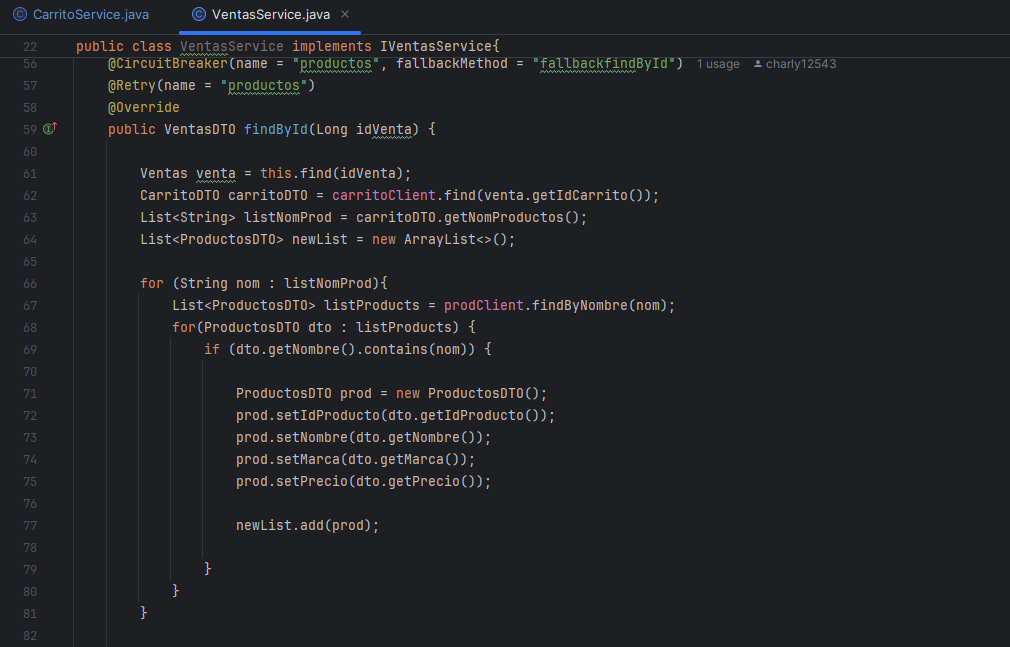 CarritoService.java VentasService.java
22 public class VentasService implements IVentasService{
56 @CircuitBreaker(name = "productos", fallbackMethod = "fallbackfindById") 1 usage charly12543
57 @Retry(name = "productos")
58 @Override
59 public VentasDTO findById(Long idVenta) {
60
61 Ventas venta = this.find(idVenta);
62 CarritoDTO carritoDTO = carritoClient.find(venta.getIdCarrito());
63 List<String> listNomProd = carritoDTO.getNomProductos();
64 List<ProductosDTO> newList = new ArrayList<>();
65
66 for (String nom : listNomProd){
67 List<ProductosDTO> listProducts = prodClient.findByNombre(nom);
68 for(ProductosDTO dto : listProducts) {
69 if (dto.getNombre().contains(nom)) {
70
71 ProductosDTO prod = new ProductosDTO();
72 prod.setIdProducto(dto.getIdProducto());
73 prod.setNombre(dto.getNombre());
74 prod.setMarca(dto.getMarca());
75 prod.setPrecio(dto.getPrecio());
76
77 newList.add(prod);
78
79 }
80 }
81 }
82